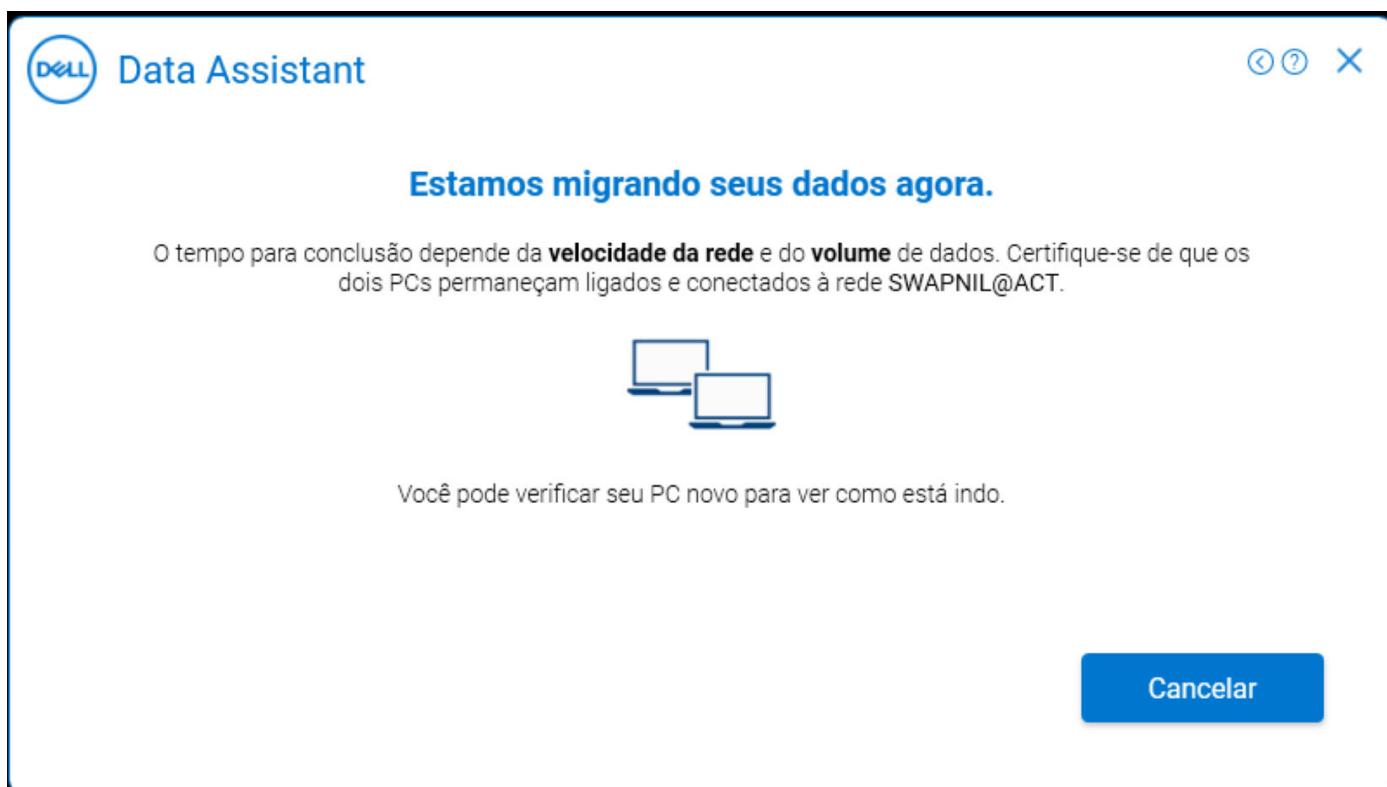 DELL Data Assistant
Estamos migrando seus dados agora.
O tempo para conclusão depende da velocidade da rede e do volume de dados. Certifique-se de que os
dois PCs permaneçam ligados e conectados à rede SWAPNIL@ACT.
Você pode verificar seu PC novo para ver como está indo.
Cancelar